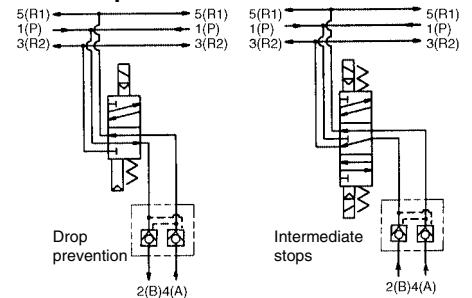 5(R1) 5(R1)
1(P) 1(P)
3(R2) 3(R2)
Drop
prevention
2(B)4(A)
5(R1) 5(R1)
1(P) 1(P)
3(R2) 3(R2)
Intermediate
stops
2(B)4(A)